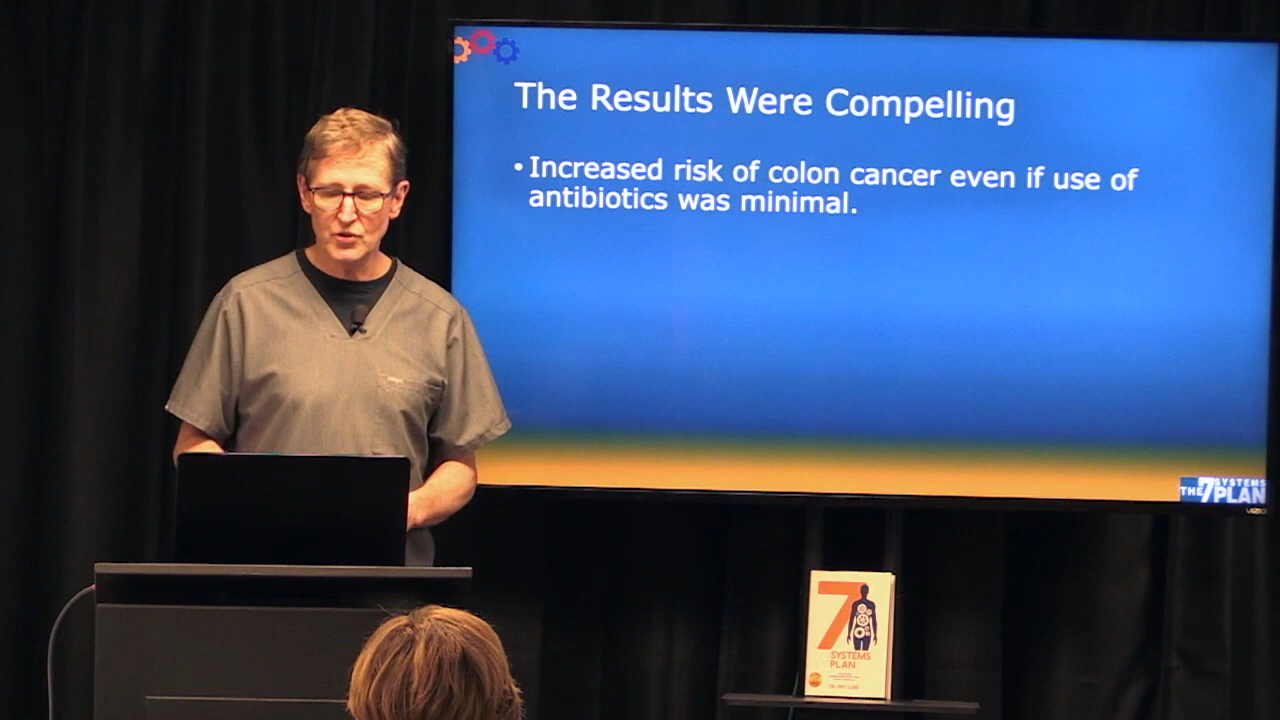 The Results Were Compelling
• Increased risk of colon cancer even if use of
antibiotics was minimal.
THE 7 SYSTEMS
PLAN
VIZIO
7
SYSTEMS
PLAN